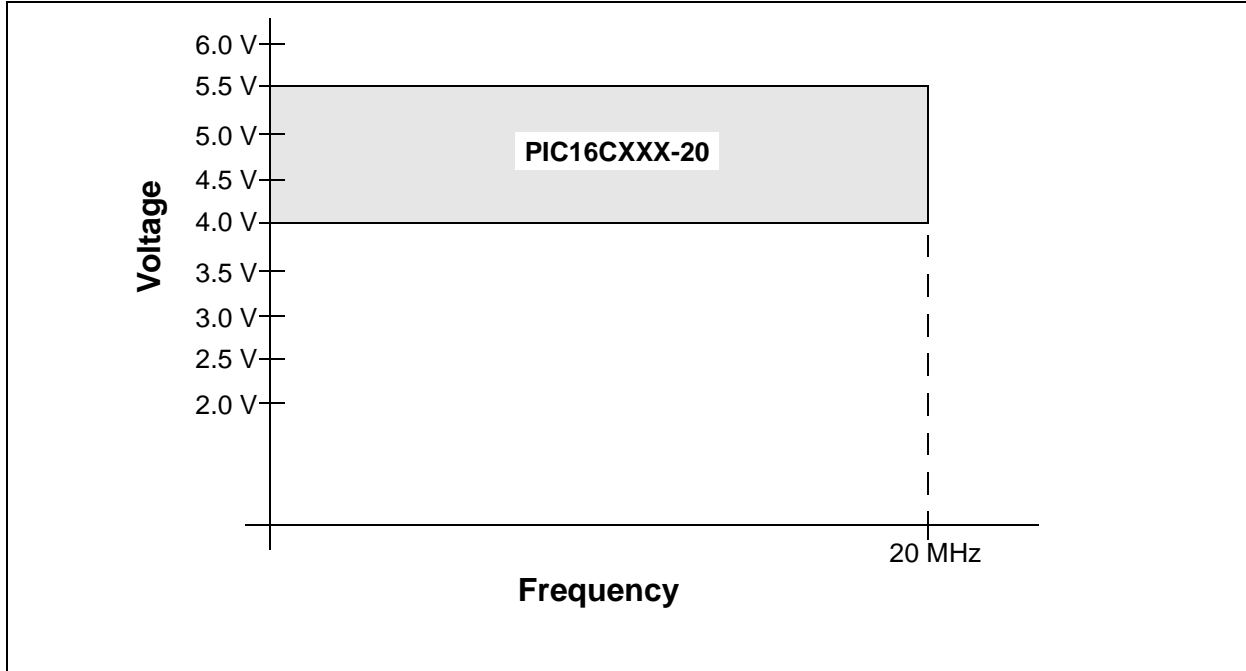 6.0 V
5.5 V
5.0 V
4.5 V
4.0 V
3.5 V
3.0 V
2.5 V
2.0 V
Voltage
PIC16CXXX-20
20 MHz
Frequency